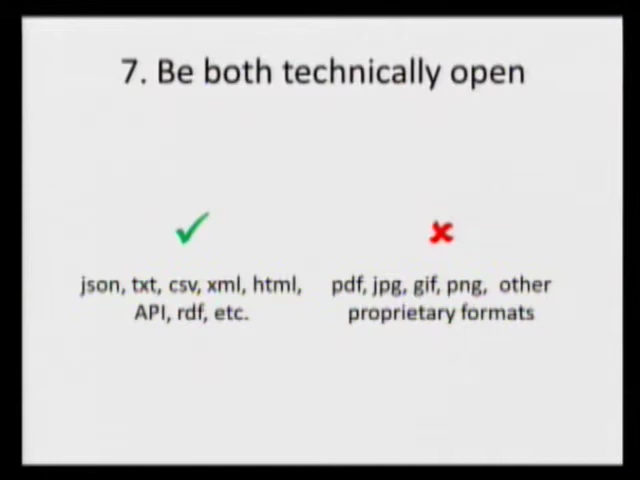 7. Be both technically open
json, txt, csv, xml, html,
API, rdf, etc.
pdf, jpg, gif, png,  other
proprietary formats